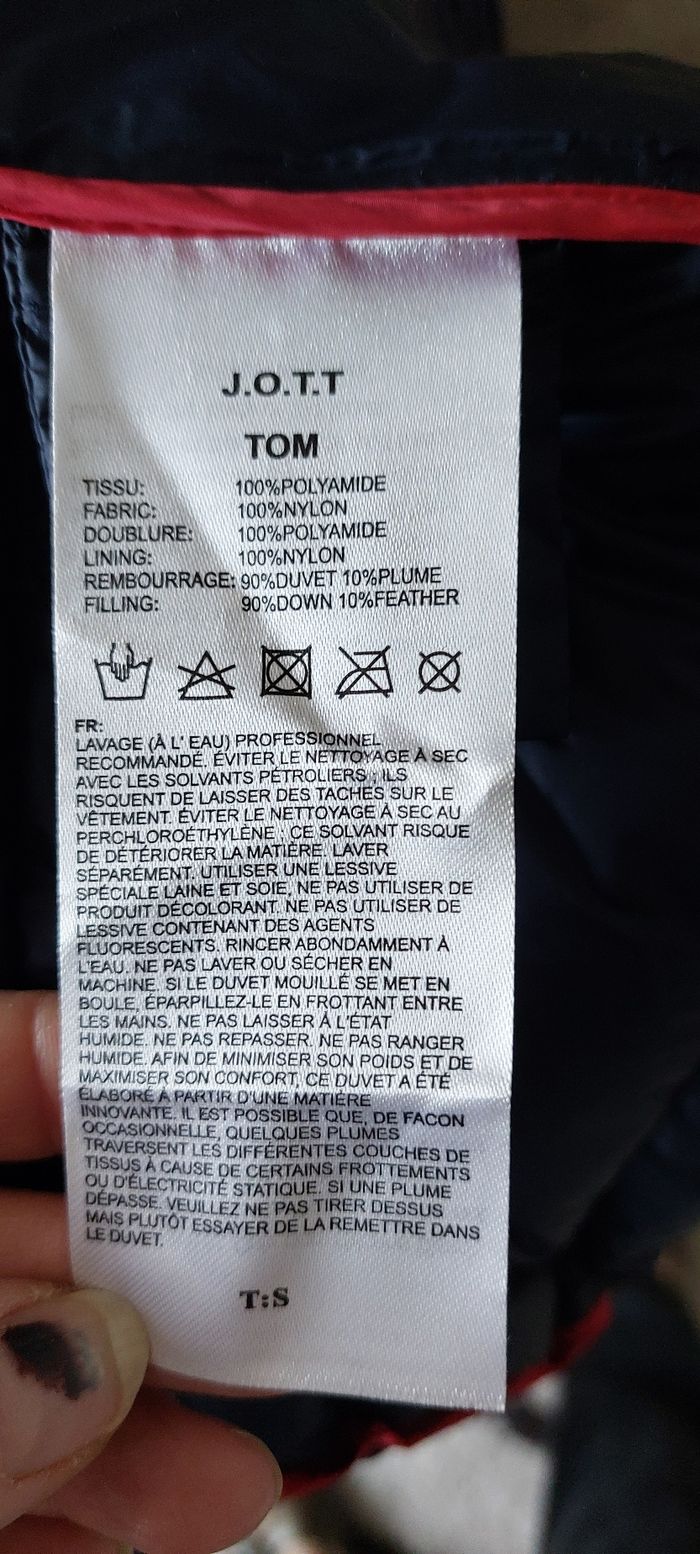 J.O.T.T
TOM
TISSU: 100%POLYAMIDE
FABRIC: 100%NYLON
DOUBLURE: 100%POLYAMIDE
LINING: 100%NYLON
REMBOURRAGE: 90%DUVET 10%PLUME
FILLING: 90%DOWN 10%FEATHER
FR:
LAVAGE (À L' EAU) PROFESSIONNEL
RECOMMANDÉ. ÉVITER LE NETTOYAGE À SEC
AVEC LES SOLVANTS PÉTROLIERS ; ILS
RISQUENT DE LAISSER DES TACHES SUR LE
VÊTEMENT. ÉVITER LE NETTOYAGE À SEC AU
PERCHLOROÉTHYLÈNE ; CE SOLVANT RISQUE
DE DÉTÉRIORER LA MATIÈRE. LAVER
SÉPARÉMENT. UTILISER UNE LESSIVE
SPÉCIALE LAINE ET SOIE. NE PAS UTILISER DE
PRODUIT DÉCOLORANT. NE PAS UTILISER DE
LESSIVE CONTENANT DES AGENTS
FLUORESCENTS. RINCER ABONDAMMENT À
L'EAU. NE PAS LAVER OU SÉCHER EN
MACHINE. SI LE DUVET MOUILLÉ SE MET EN
BOULE, ÉPARPILLEZ-LE EN FROTTANT ENTRE
LES MAINS. NE PAS LAISSER À L'ÉTAT
HUMIDE. NE PAS REPASSER. NE PAS RANGER
HUMIDE. AFIN DE MINIMISER SON POIDS ET DE
MAXIMISER SON CONFORT, CE DUVET A ÉTÉ
ÉLABORÉ À PARTIR D'UNE MATIÈRE
INNOVANTE. IL EST POSSIBLE QUE, DE FACON
OCCASIONNELLE, QUELQUES PLUMES
TRAVERSENT LES DIFFÉRENTES COUCHES DE
TISSUS À CAUSE DE CERTAINS FROTTEMENTS
OU D'ÉLECTRICITÉ STATIQUE. SI UNE PLUME
DÉPASSE. VEUILLEZ NE PAS TIRER DESSUS
MAIS PLUTÔT ESSAYER DE LA REMETTRE DANS
LE DUVET.
T:S